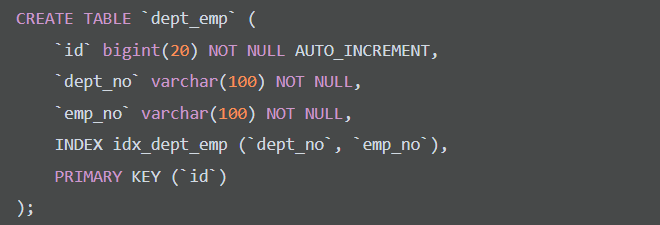 CREATE TABLE `dept_emp` (
    `id` bigint(20) NOT NULL AUTO_INCREMENT,
    `dept_no` varchar(100) NOT NULL,
    `emp_no` varchar(100) NOT NULL,
    INDEX idx_dept_emp (`dept_no`, `emp_no`),
    PRIMARY KEY (`id`)
);